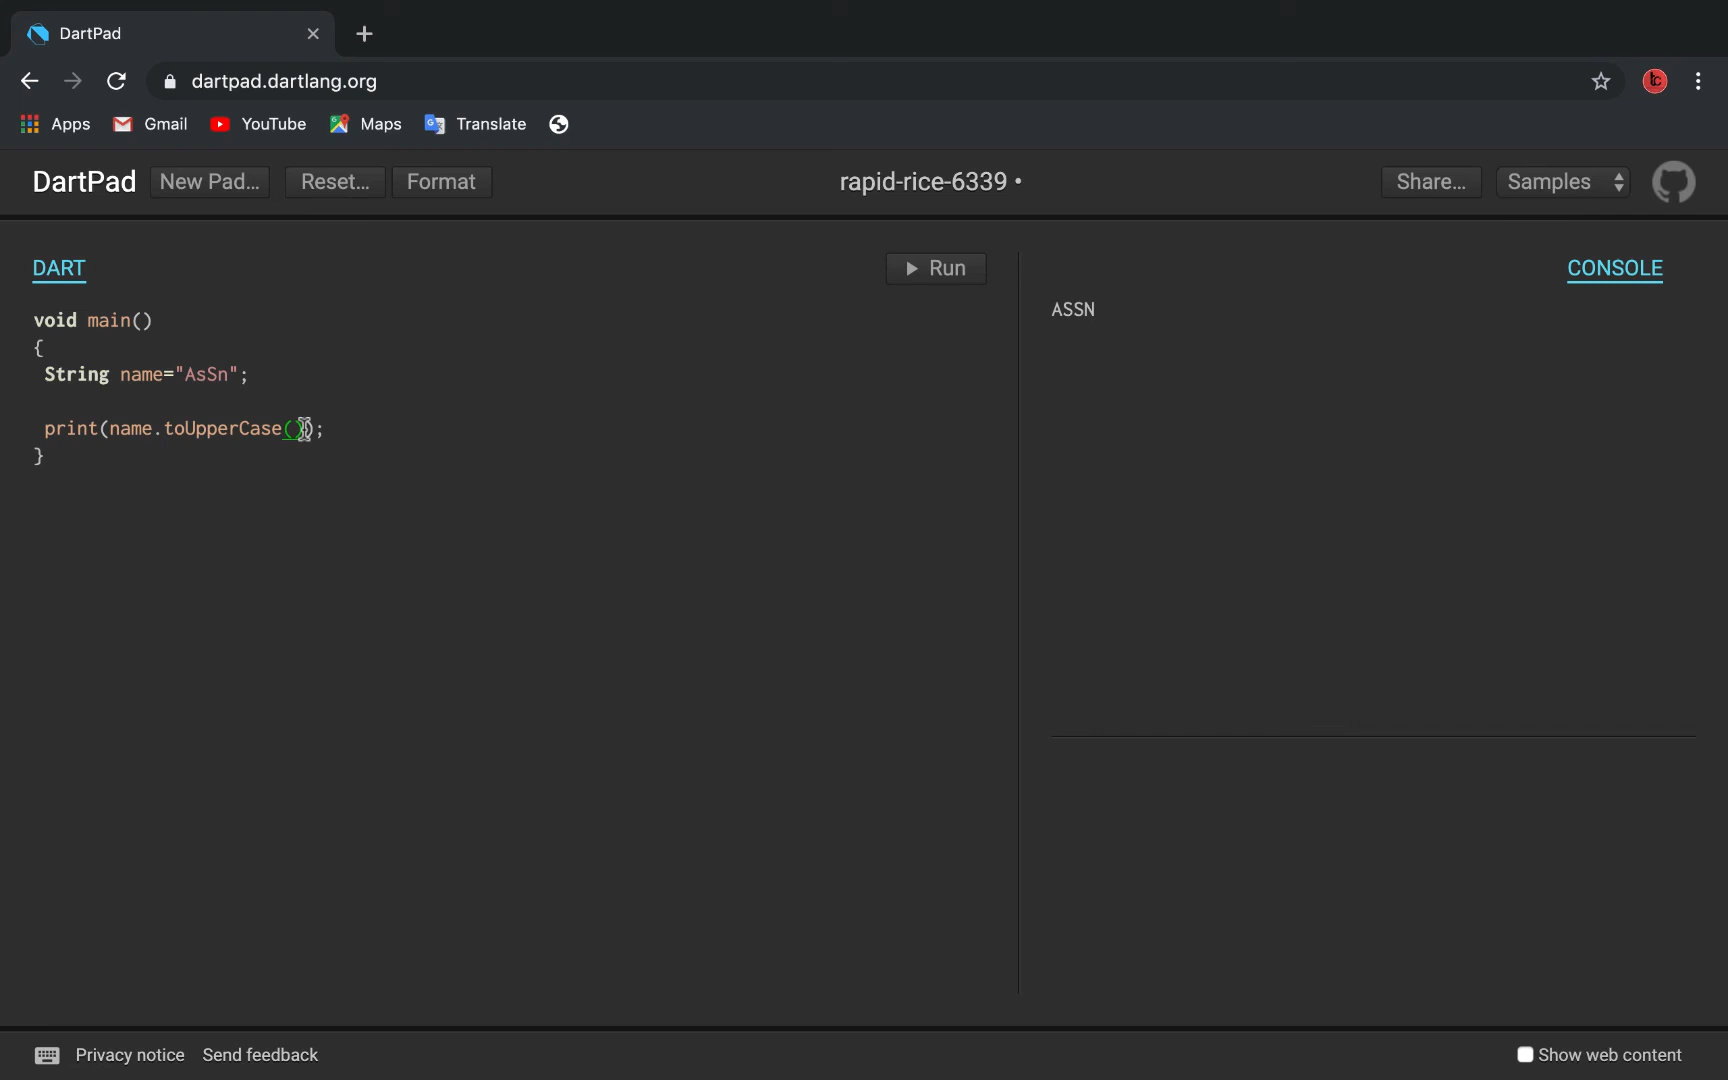 DartPad
dartpad.dartlang.org
Apps Gmail YouTube Maps Translate
DartPad New Pad... Reset... Format rapid-rice-6339 • Share... Samples
DART Run CONSOLE
void main()
{
String name="AsSn";
print(name.toUpperCase());
}
ASSN
Privacy notice Send feedback Show web content